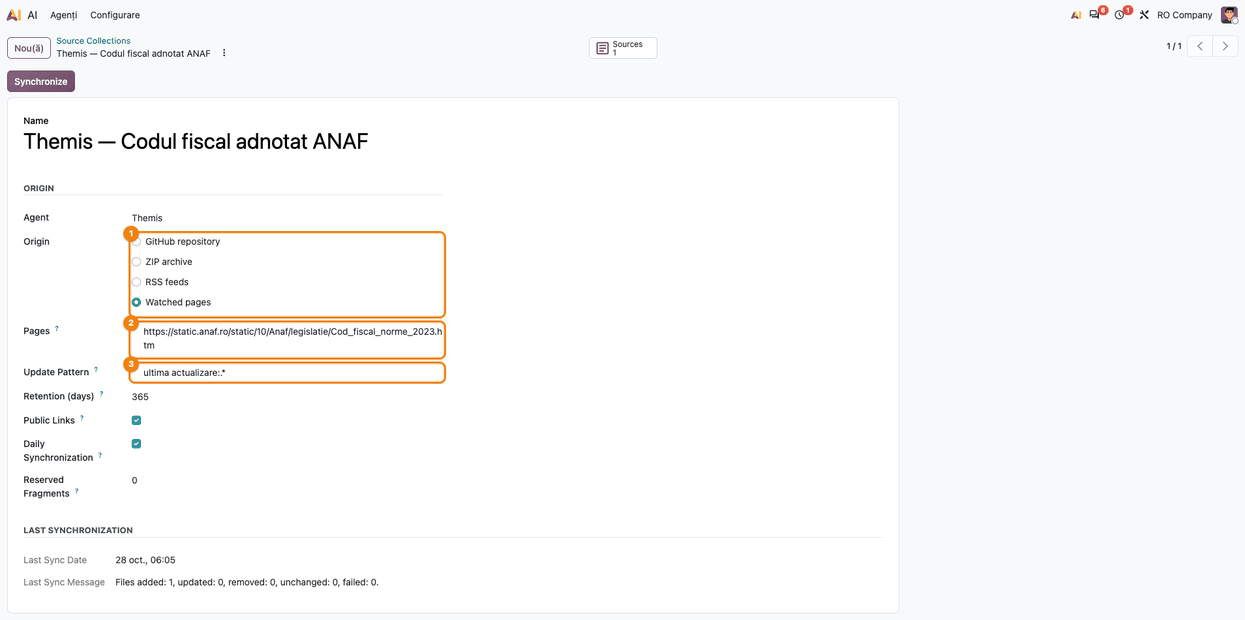 AI Agenți Configurare 6 1 RO Company
Nou(ă) Source Collections
Themis — Codul fiscal adnotat ANAF
Sources
1
1 / 1
Synchronize
Name
Themis — Codul fiscal adnotat ANAF
ORIGIN
Agent Themis
1
Origin GitHub repository
ZIP archive
RSS feeds
Watched pages
2
Pages ? https://static.anaf.ro/static/10/Anaf/legislatie/Cod_fiscal_norme_2023.h
tm
3
Update Pattern ? ultima actualizare:.*
Retention (days) ? 365
Public Links ?
Daily
Synchronization ?
Reserved 0
Fragments ?
LAST SYNCHRONIZATION
Last Sync Date 28 oct., 06:05
Last Sync Message Files added: 1, updated: 0, removed: 0, unchanged: 0, failed: 0.